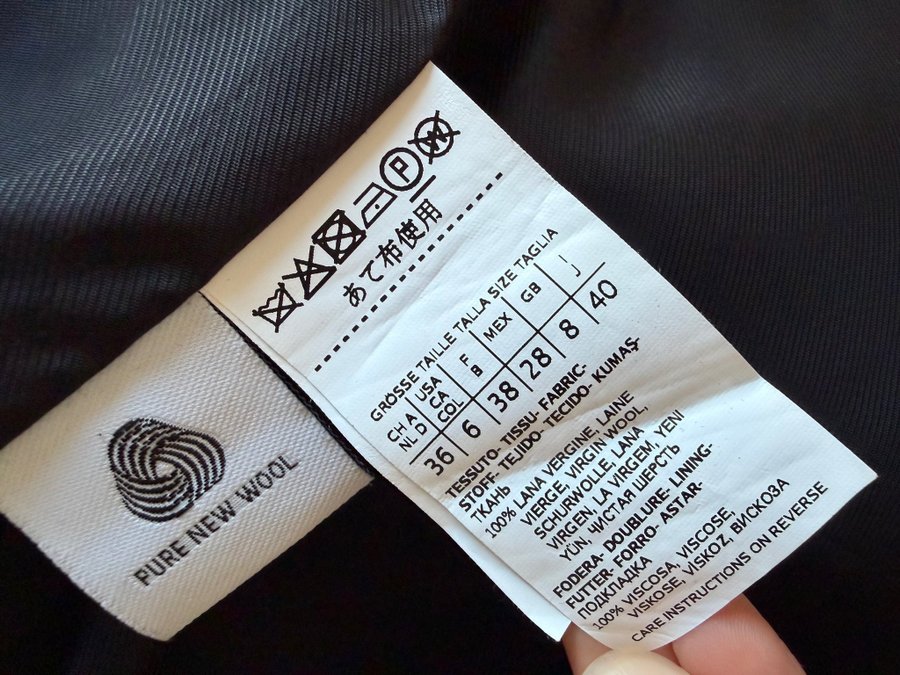 PURE NEW WOOL
P
W
あて布使用
GRÖSSE TAILLE TALLA SIZE TAGLIA
CH A USA F MEX GB J
NL D CA B
COL
36 6 38 28 8 40
TESSUTO- TISSU- FABRIC-
STOFF- TEJIDO- TECIDO- KUMAŞ-
ТКАНЬ
100% LANA VERGINE, LAINE
VIERGE, VIRGIN WOOL,
SCHURWOLLE, LANA
VIRGEN, LA VIRGEM, YENI
YÜN, ЧИСТАЯ ШЕРСТЬ
FODERA- DOUBLURE- LINING-
FUTTER- FORRO- ASTAR-
ПОДКЛАДКА
100% VISCOSA, VISCOSE,
VISKOSE, VISKOZ, ВИСКОЗА
CARE INSTRUCTIONS ON REVERSE